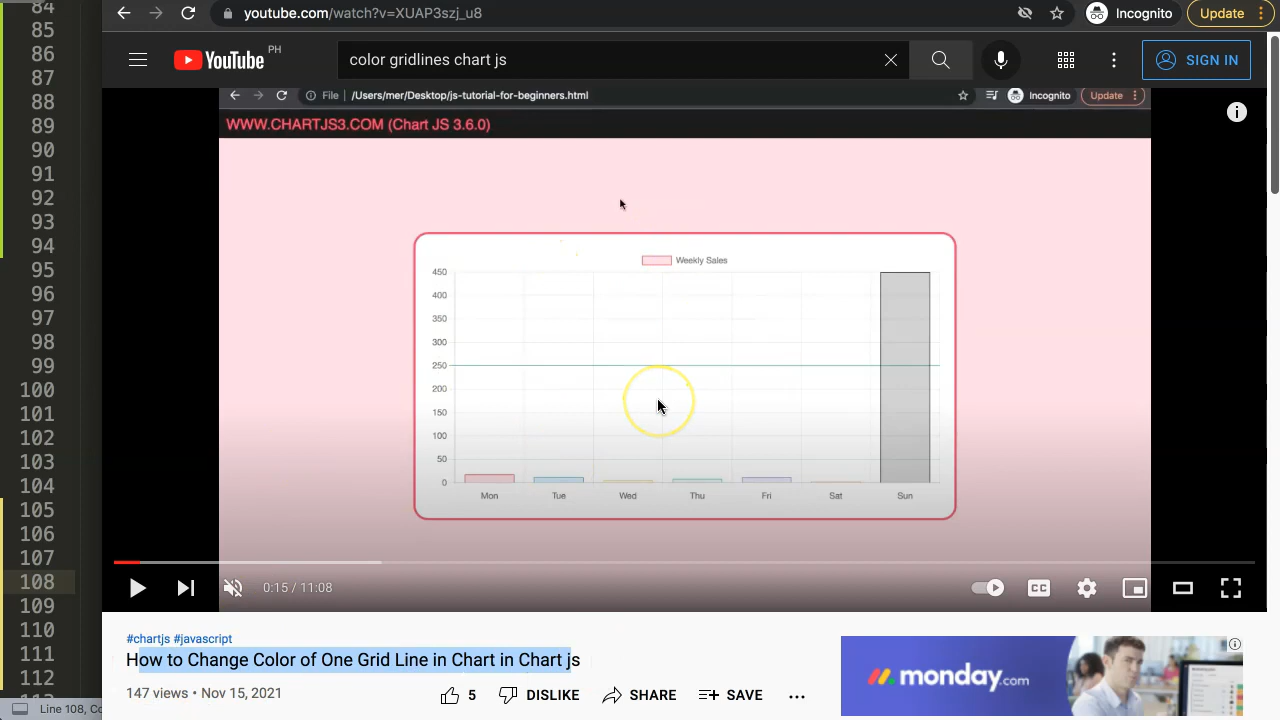 84
85
86
87
88
89
90
91
92
93
94
95
96
97
98
99
100
101
102
103
104
105
106
107
108
109
110
111
112
Line 108, Co
youtube.com/watch?v=XUAP3szj_u8
Incognito
Update
YouTube PH
color gridlines chart js
SIGN IN
File | /Users/mer/Desktop/js-tutorial-for-beginners.html
Incognito
Update
WWW.CHARTJS3.COM (Chart JS 3.6.0)
Weekly Sales
450
400
350
300
250
200
150
100
50
0
Mon Tue Wed Thu Fri Sat Sun
0:15 / 11:08
CC
#chartjs #javascript
How to Change Color of One Grid Line in Chart in Chart js
147 views • Nov 15, 2021
5 DISLIKE SHARE SAVE
monday.com